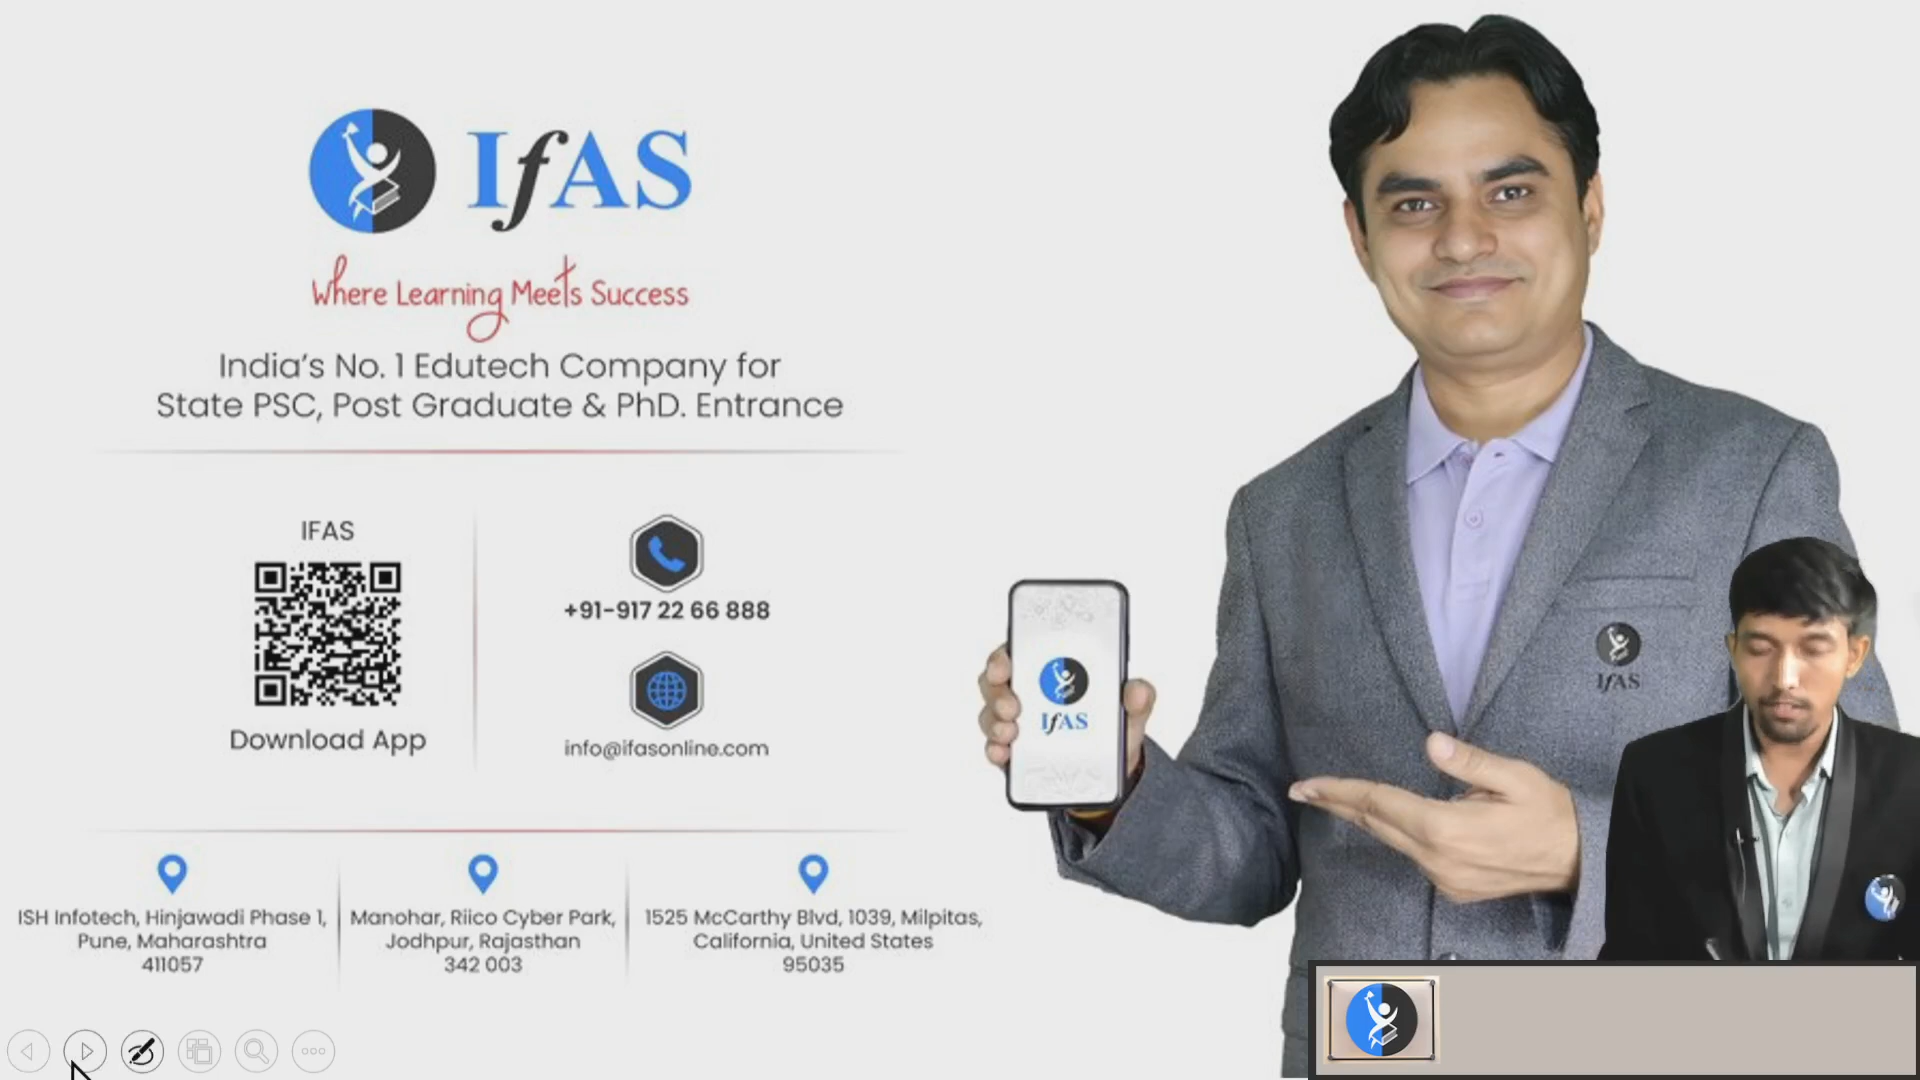 IfAS
Where Learning Meets Success
India's No. 1 Edutech Company for
State PSC, Post Graduate & PhD. Entrance
IFAS
Download App
+91-917 22 66 888
info@ifasonline.com
ISH Infotech, Hinjawadi Phase 1,
Pune, Maharashtra
411057
Manohar, Riico Cyber Park,
Jodhpur, Rajasthan
342 003
1525 McCarthy Blvd, 1039, Milpitas,
California, United States
95035
IfAS
IfAS